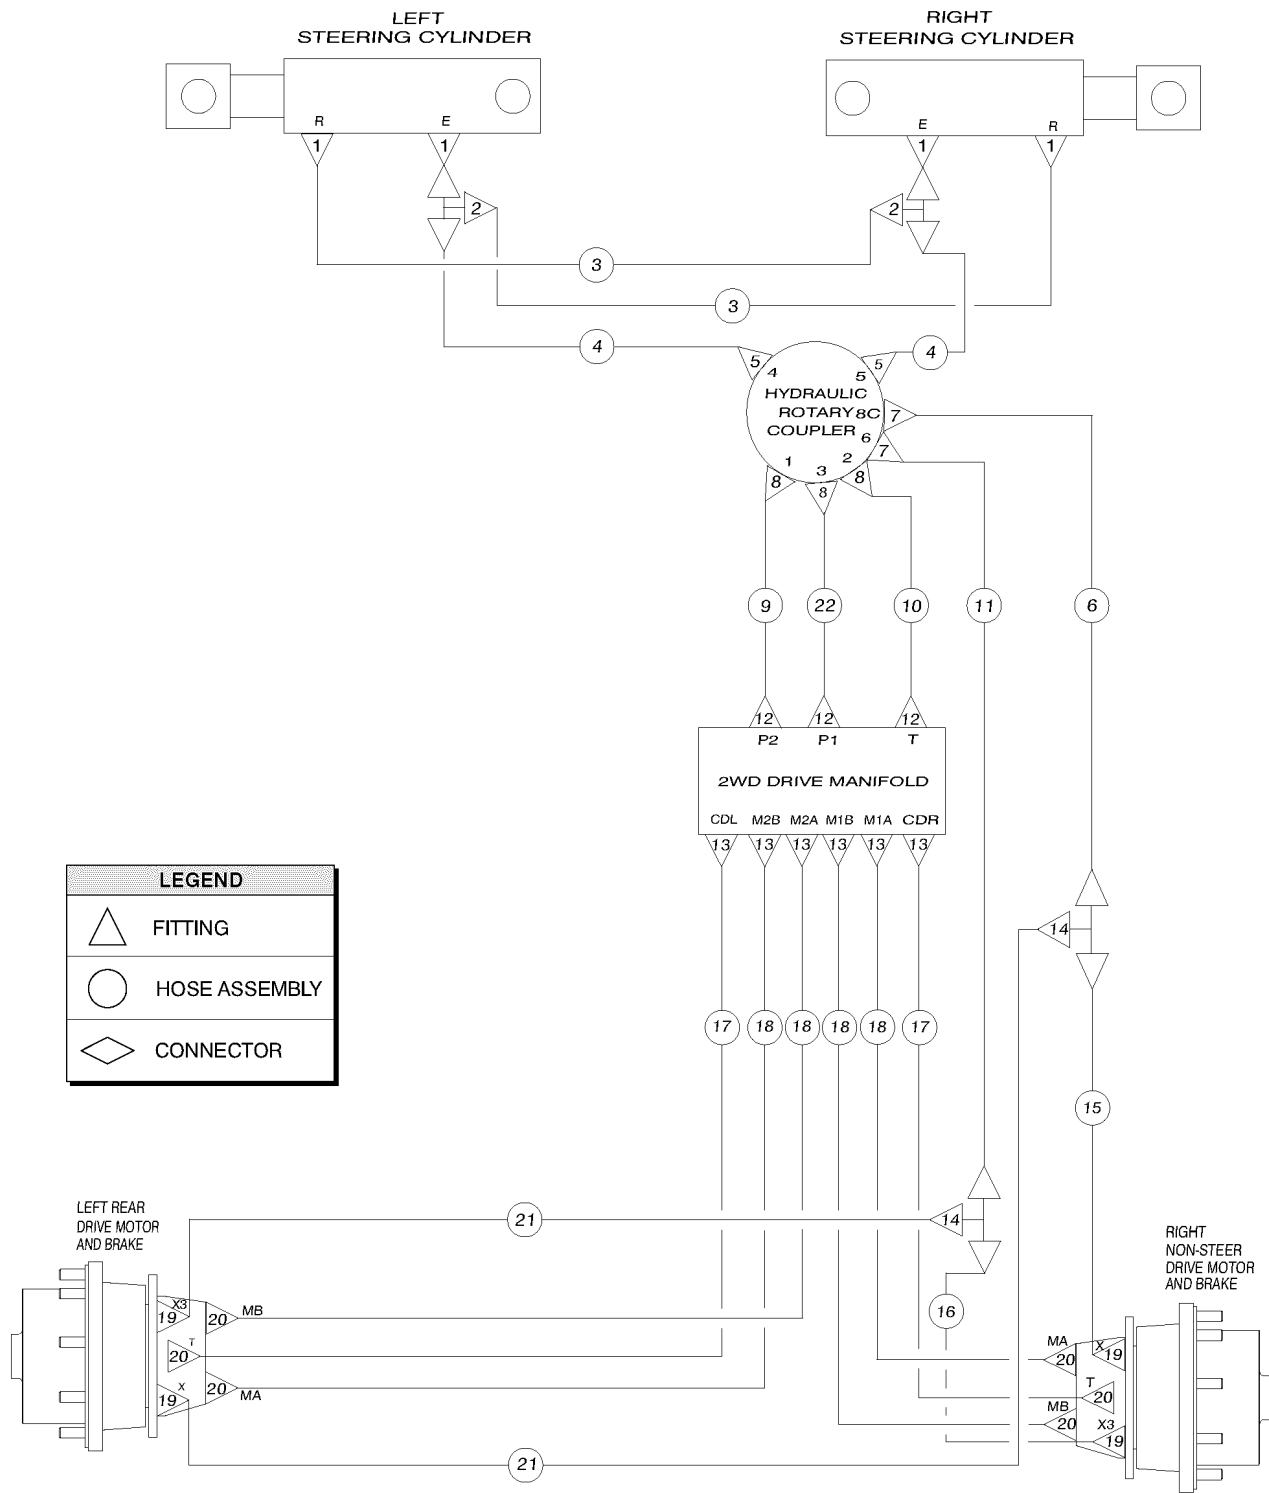 LEFT
STEERING CYLINDER
RIGHT
STEERING CYLINDER
R
E
E
R
1
1
1
1
2
2
3
3
4
4
5
4
5
5
HYDRAULIC
ROTARY 8C
7
COUPLER
6
7
1
3
2
8
8
8
9
22
10
11
6
12
12
12
P2
P1
T
2WD DRIVE MANIFOLD
CDL
M2B
M2A
M1B
M1A
CDR
13
13
13
13
13
13
LEGEND
FITTING
HOSE ASSEMBLY
CONNECTOR
14
17
18
18
18
18
17
15
LEFT REAR
DRIVE MOTOR
AND BRAKE
21
14
RIGHT
NON-STEER
DRIVE MOTOR
AND BRAKE
X3
19
20
MB
16
T
20
X
19
20
MA
MA
20
X
19
T
20
MB
20
X3
19
21